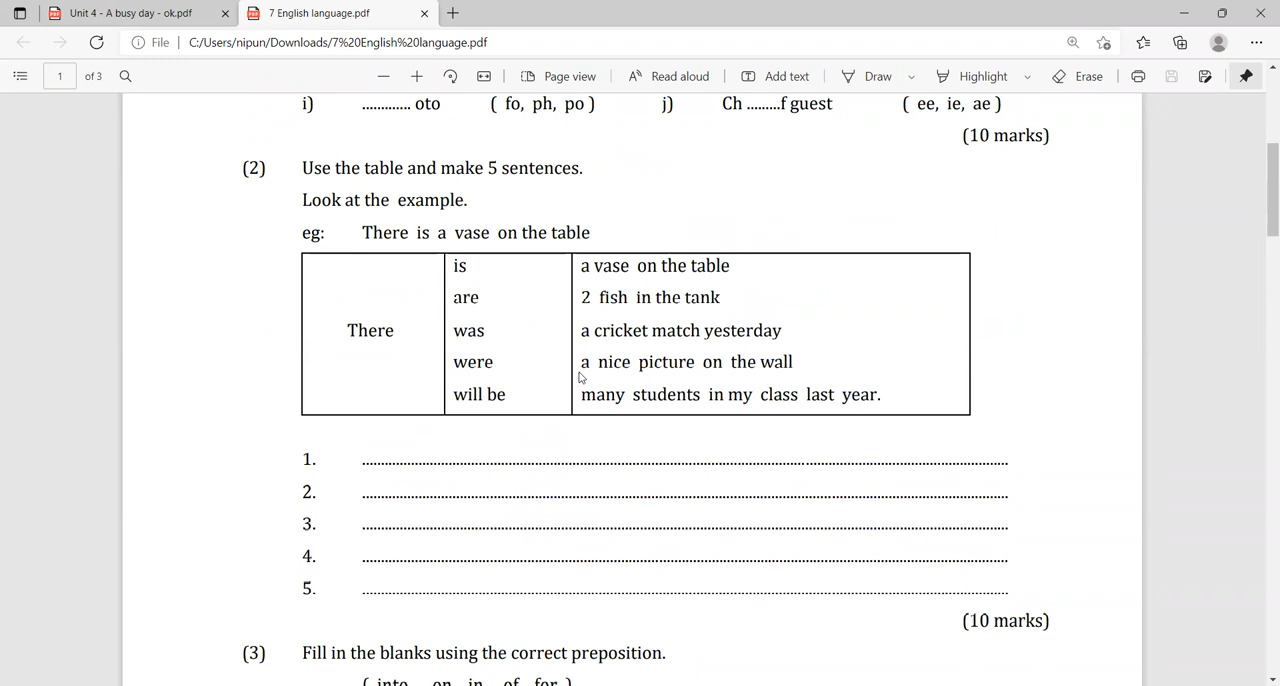 Unit 4 - A busy day - ok.pdf
7 English language.pdf
File | C:/Users/nipun/Downloads/7%20English%20language.pdf
1 of 3
Page view
Read aloud
Add text
Draw
Highlight
Erase
i) ............. oto ( fo, ph, po ) j) Ch .........f guest ( ee, ie, ae )
(10 marks)
(2) Use the table and make 5 sentences.
Look at the example.
eg: There is a vase on the table
is a vase on the table
are 2 fish in the tank
There was a cricket match yesterday
were a nice picture on the wall
will be many students in my class last year.
1. ........................................................................
2. ........................................................................
3. ........................................................................
4. ........................................................................
5. ........................................................................
(10 marks)
(3) Fill in the blanks using the correct preposition.
( into on in of for )